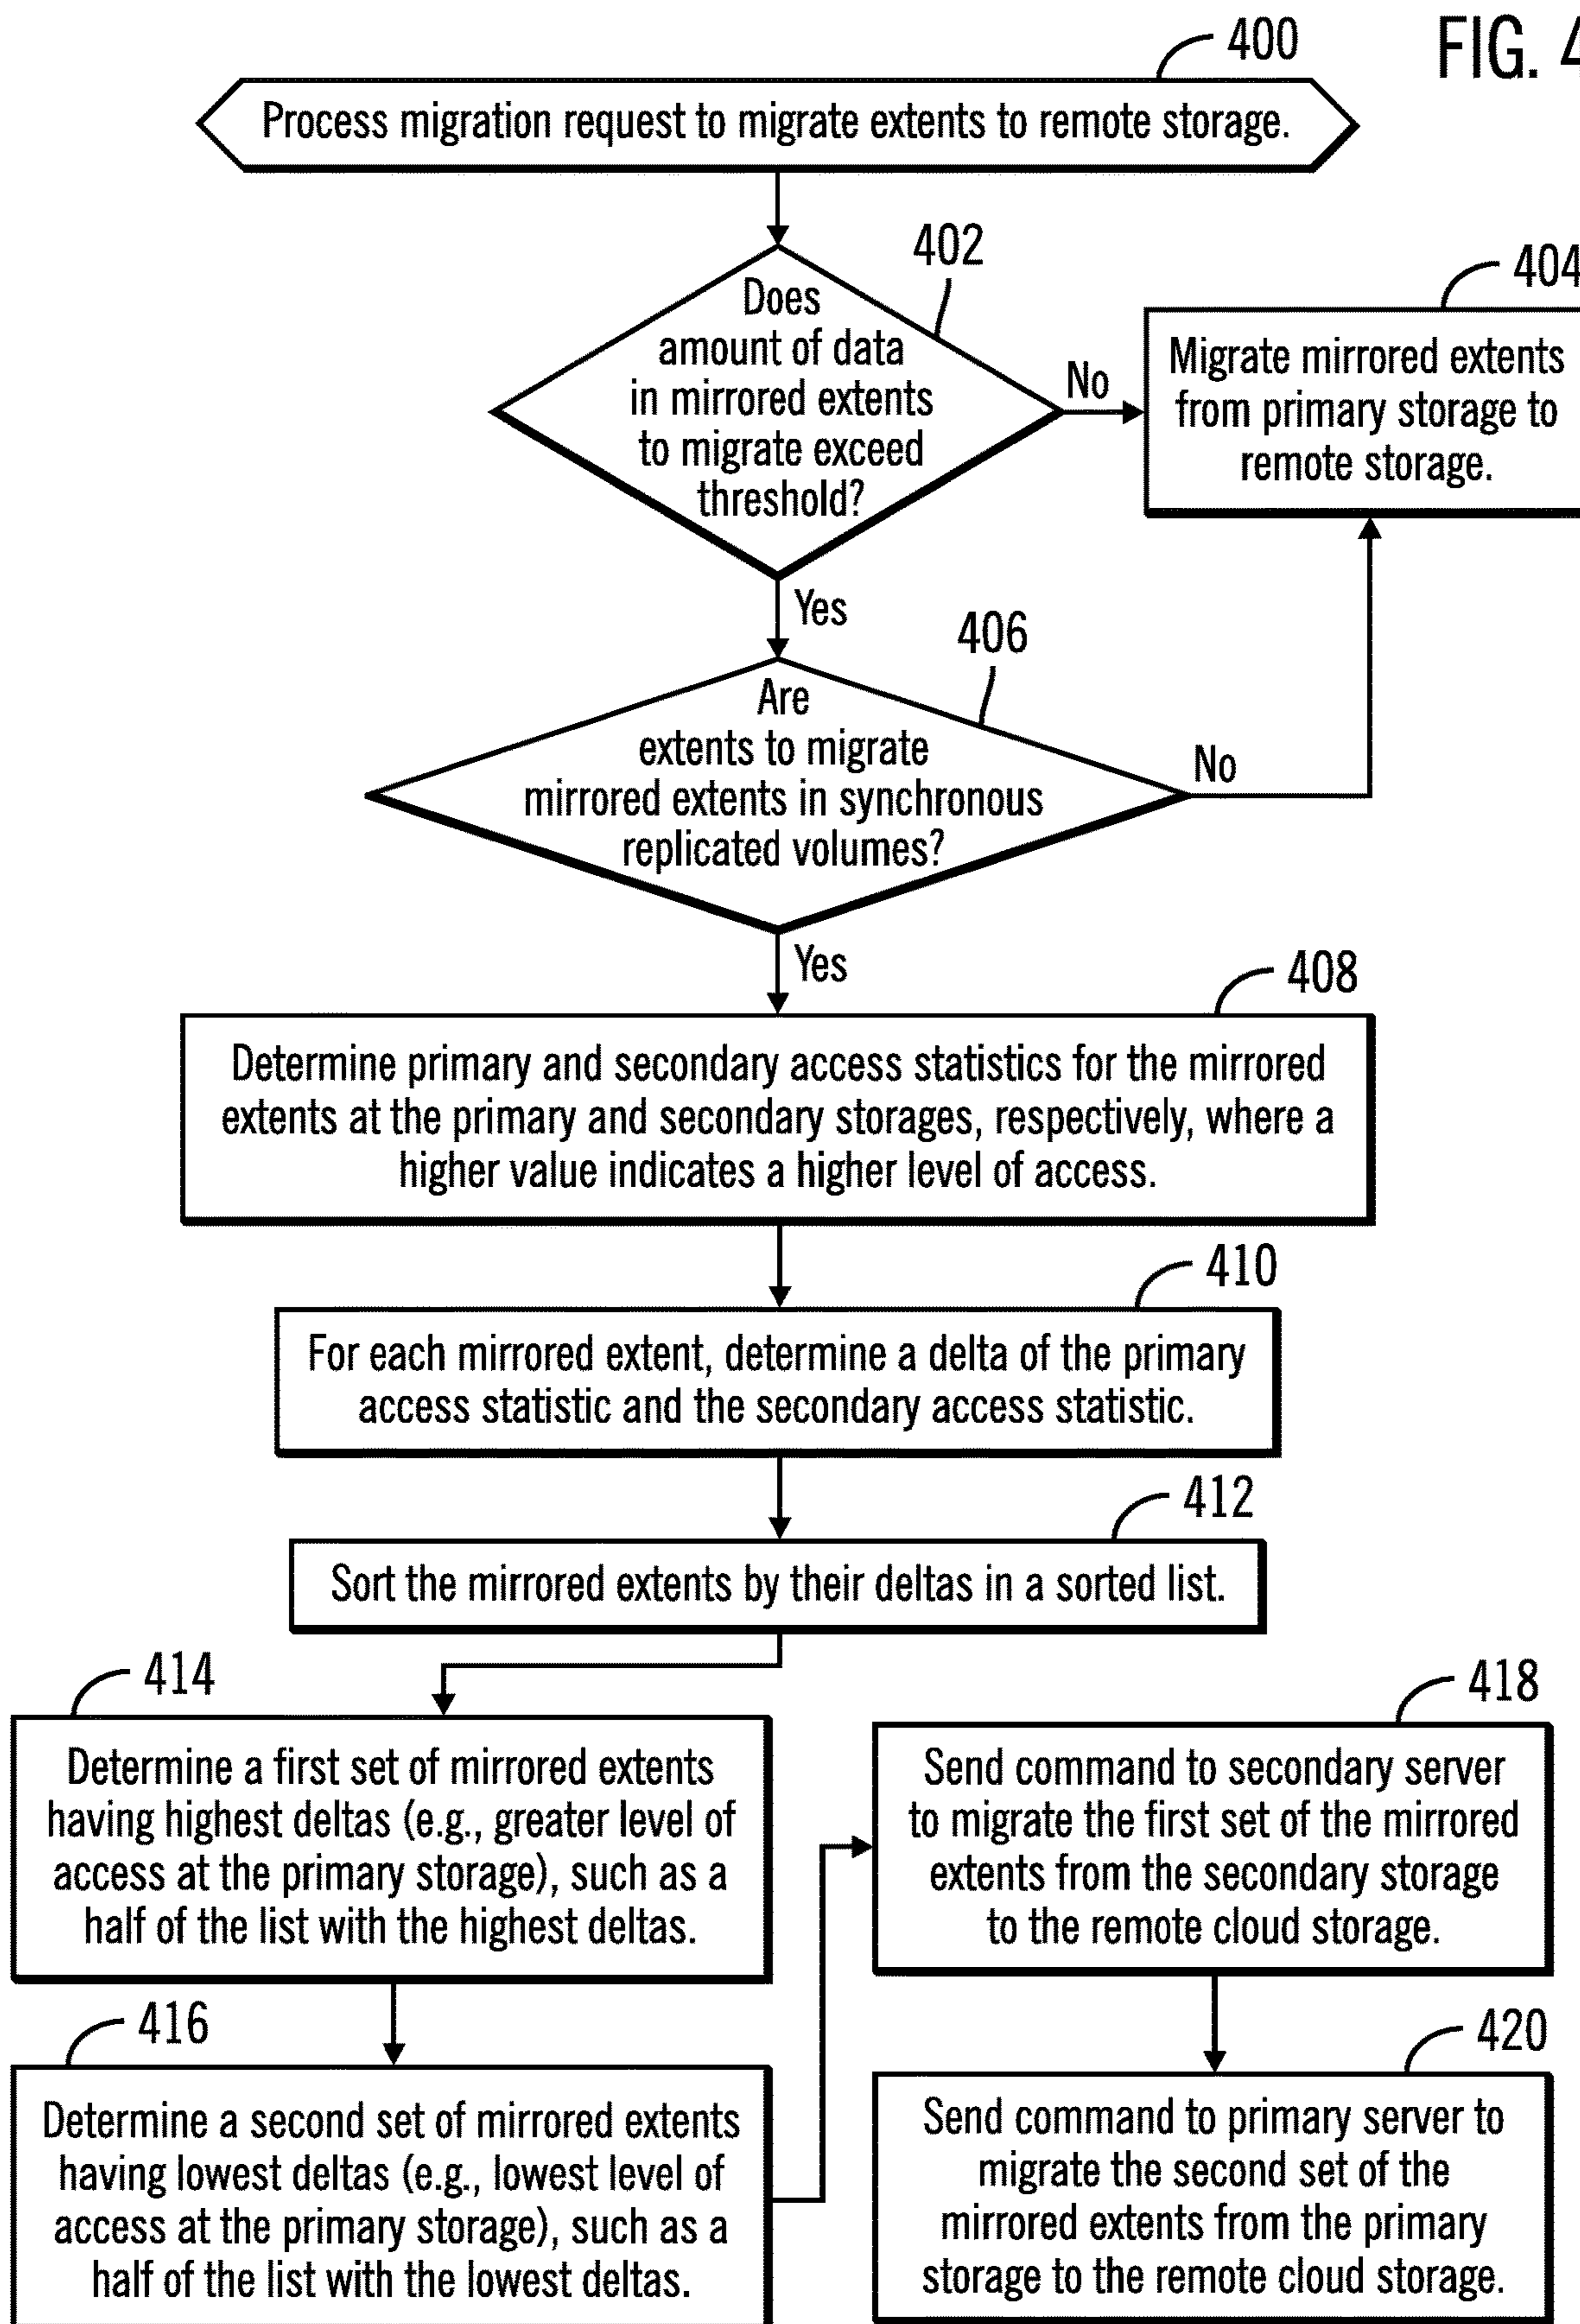 FIG. 4
400
Process migration request to migrate extents to remote storage.
402
Does
amount of data
in mirrored extents
to migrate exceed
threshold?
No
404
Migrate mirrored extents
from primary storage to
remote storage.
Yes
406
Are
extents to migrate
mirrored extents in synchronous
replicated volumes?
No
Yes
408
Determine primary and secondary access statistics for the mirrored
extents at the primary and secondary storages, respectively, where a
higher value indicates a higher level of access.
410
For each mirrored extent, determine a delta of the primary
access statistic and the secondary access statistic.
412
Sort the mirrored extents by their deltas in a sorted list.
414
Determine a first set of mirrored extents
having highest deltas (e.g., greater level of
access at the primary storage), such as a
half of the list with the highest deltas.
416
Determine a second set of mirrored extents
having lowest deltas (e.g., lowest level of
access at the primary storage), such as a
half of the list with the lowest deltas.
418
Send command to secondary server
to migrate the first set of the mirrored
extents from the secondary storage
to the remote cloud storage.
420
Send command to primary server to
migrate the second set of the
mirrored extents from the primary
storage to the remote cloud storage.